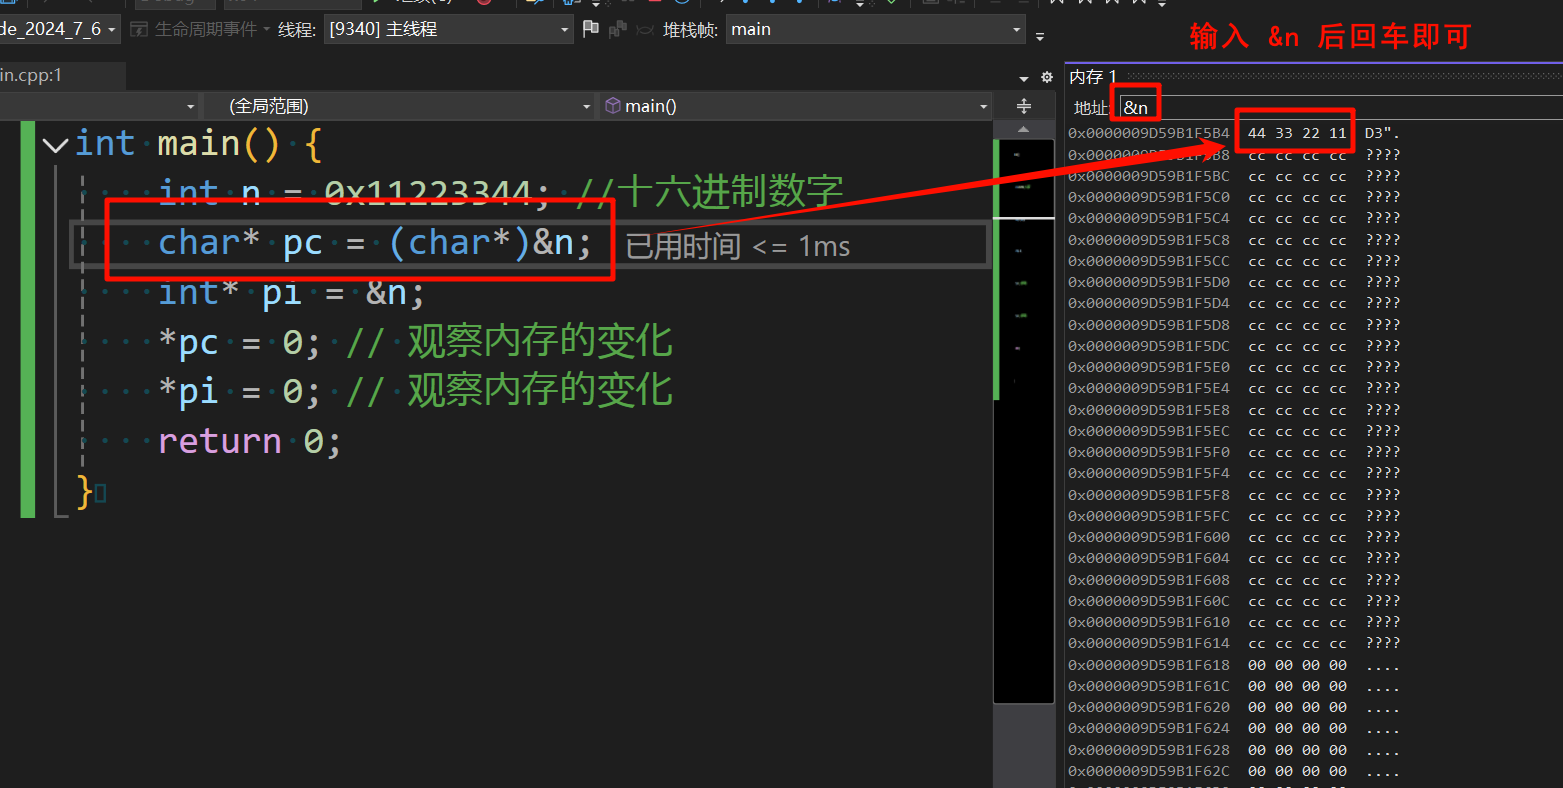 de_2024_7_6 生命周期事件 线程: [9340] 主线程 堆栈帧: main
输入 &n 后回车即可
in.cpp:1
(全局范围) main()
int main() {
int n = 0x11223344; //十六进制数字
char* pc = (char*)&n; 已用时间 <= 1ms
int* pi = &n;
*pc = 0; // 观察内存的变化
*pi = 0; // 观察内存的变化
return 0;
}
内存 1
地址: &n
0x0000009D59B1F5B4 44 33 22 11 D3".
0x0000009D59B1F5B8 cc cc cc cc ????
0x0000009D59B1F5BC cc cc cc cc ????
0x0000009D59B1F5C0 cc cc cc cc ????
0x0000009D59B1F5C4 cc cc cc cc ????
0x0000009D59B1F5C8 cc cc cc cc ????
0x0000009D59B1F5CC cc cc cc cc ????
0x0000009D59B1F5D0 cc cc cc cc ????
0x0000009D59B1F5D4 cc cc cc cc ????
0x0000009D59B1F5D8 cc cc cc cc ????
0x0000009D59B1F5DC cc cc cc cc ????
0x0000009D59B1F5E0 cc cc cc cc ????
0x0000009D59B1F5E4 cc cc cc cc ????
0x0000009D59B1F5E8 cc cc cc cc ????
0x0000009D59B1F5EC cc cc cc cc ????
0x0000009D59B1F5F0 cc cc cc cc ????
0x0000009D59B1F5F4 cc cc cc cc ????
0x0000009D59B1F5F8 cc cc cc cc ????
0x0000009D59B1F5FC cc cc cc cc ????
0x0000009D59B1F600 cc cc cc cc ????
0x0000009D59B1F604 cc cc cc cc ????
0x0000009D59B1F608 cc cc cc cc ????
0x0000009D59B1F60C cc cc cc cc ????
0x0000009D59B1F610 cc cc cc cc ????
0x0000009D59B1F614 cc cc cc cc ????
0x0000009D59B1F618 00 00 00 00 ....
0x0000009D59B1F61C 00 00 00 00 ....
0x0000009D59B1F620 00 00 00 00 ....
0x0000009D59B1F624 00 00 00 00 ....
0x0000009D59B1F628 00 00 00 00 ....
0x0000009D59B1F62C 00 00 00 00 ....